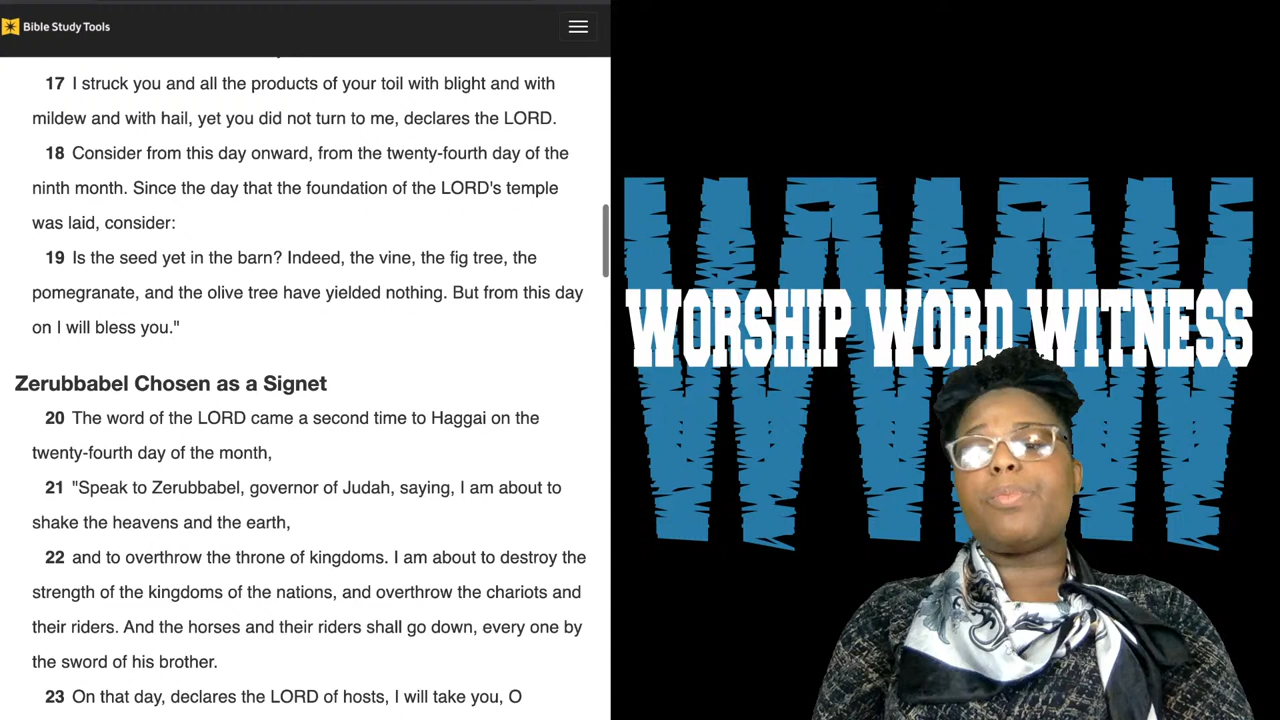 Bible Study Tools
17 I struck you and all the products of your toil with blight and with
mildew and with hail, yet you did not turn to me, declares the LORD.
18 Consider from this day onward, from the twenty-fourth day of the
ninth month. Since the day that the foundation of the LORD's temple
was laid, consider:
19 Is the seed yet in the barn? Indeed, the vine, the fig tree, the
pomegranate, and the olive tree have yielded nothing. But from this day
on I will bless you."
Zerubbabel Chosen as a Signet
20 The word of the LORD came a second time to Haggai on the
twenty-fourth day of the month,
21 "Speak to Zerubbabel, governor of Judah, saying, I am about to
shake the heavens and the earth,
22 and to overthrow the throne of kingdoms. I am about to destroy the
strength of the kingdoms of the nations, and overthrow the chariots and
their riders. And the horses and their riders shall go down, every one by
the sword of his brother.
23 On that day, declares the LORD of hosts, I will take you, O
WWW
WORSHIP WORD WITNESS